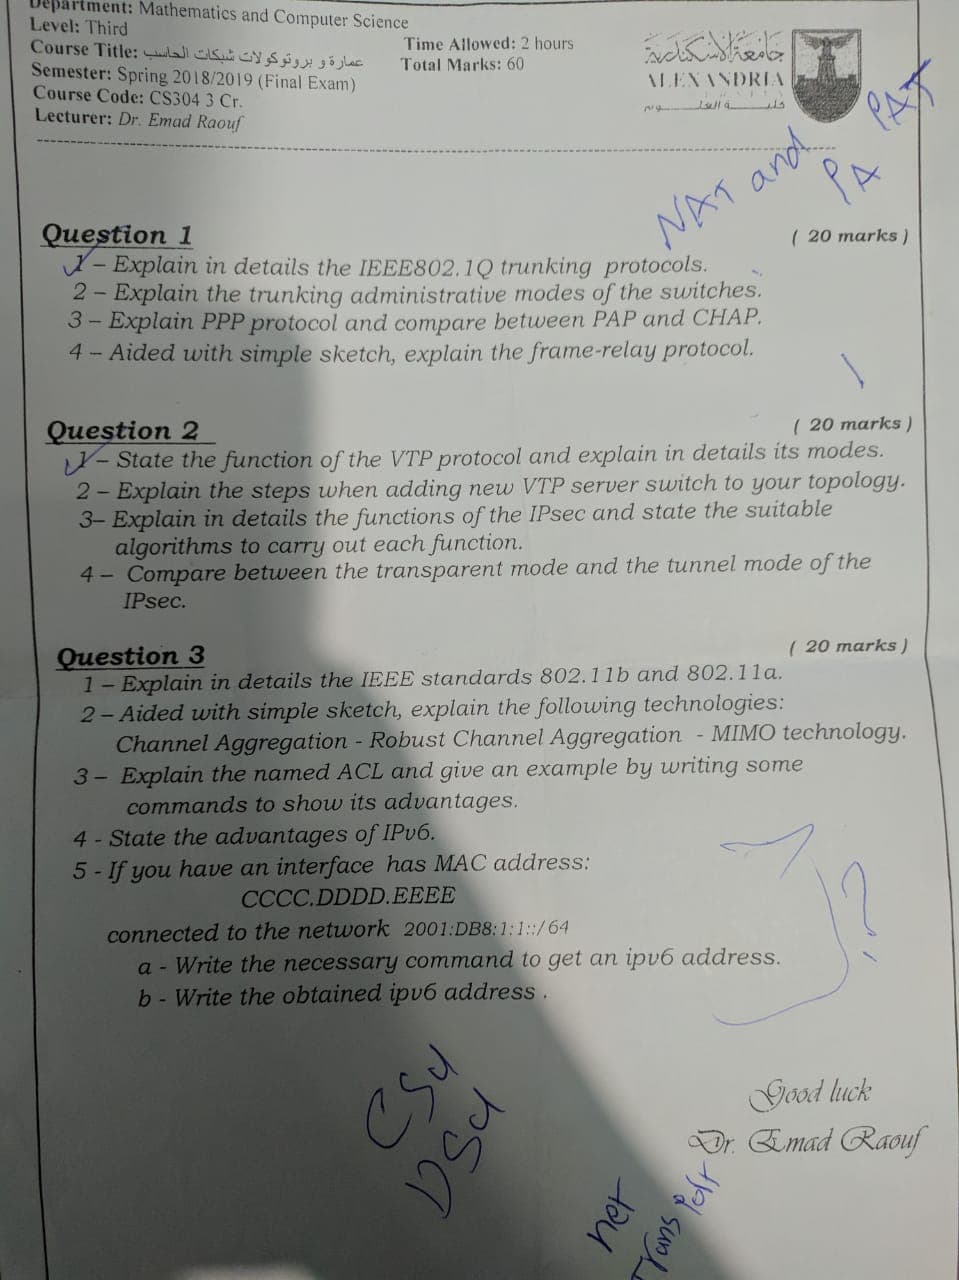 Department: Mathematics and Computer Science
Level: Third
Course Title: عمارة و بروتوكولات شبكات الحاسب
Time Allowed: 2 hours
Semester: Spring 2018/2019 (Final Exam)
Total Marks: 60
Course Code: CS304 3 Cr.
Lecturer: Dr. Emad Raouf
جامعة الإسكندرية
ALEXANDRIA
كليـــة العلـــوم
NAT and PAT
PA
Question 1
( 20 marks )
1 – Explain in details the IEEE802.1Q trunking protocols.
2 – Explain the trunking administrative modes of the switches.
3 – Explain PPP protocol and compare between PAP and CHAP.
4 – Aided with simple sketch, explain the frame-relay protocol.
Question 2
( 20 marks )
1 – State the function of the VTP protocol and explain in details its modes.
2 – Explain the steps when adding new VTP server switch to your topology.
3– Explain in details the functions of the IPsec and state the suitable
algorithms to carry out each function.
4 – Compare between the transparent mode and the tunnel mode of the
IPsec.
Question 3
( 20 marks )
1 – Explain in details the IEEE standards 802.11b and 802.11a.
2 – Aided with simple sketch, explain the following technologies:
Channel Aggregation - Robust Channel Aggregation - MIMO technology.
3 – Explain the named ACL and give an example by writing some
commands to show its advantages.
4 - State the advantages of IPv6.
5 - If you have an interface has MAC address:
CCCC.DDDD.EEEE
connected to the network 2001:DB8:1:1::/64
a - Write the necessary command to get an ipv6 address.
b - Write the obtained ipv6 address .
؟
CSU
DSU
Good luck
Dr. Emad Raouf
net
Trans Port